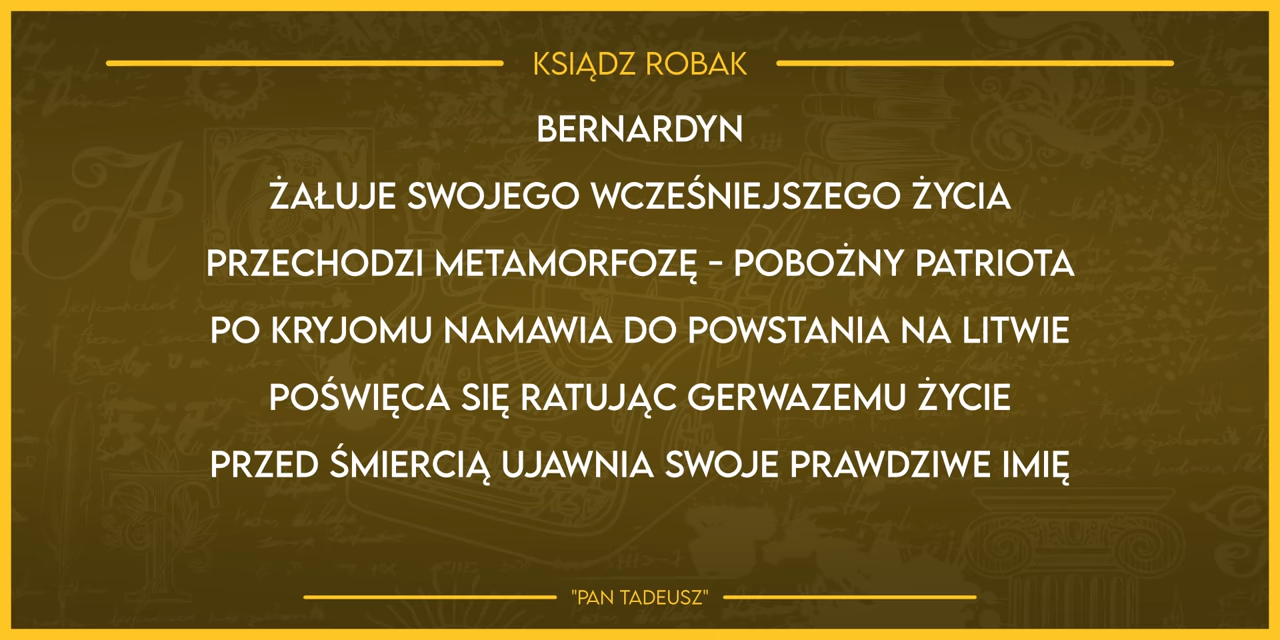 KSIĄDZ ROBAK
BERNARDYN
ŻAŁUJE SWOJEGO WCZEŚNIEJSZEGO ŻYCIA
PRZECHODZI METAMORFOZĘ - POBOŻNY PATRIOTA
PO KRYJOMU NAMAWIA DO POWSTANIA NA LITWIE
POŚWIĘCA SIĘ RATUJĄC GERWAZEMU ŻYCIE
PRZED ŚMIERCIĄ UJAWNIA SWOJE PRAWDZIWE IMIĘ
"PAN TADEUSZ"